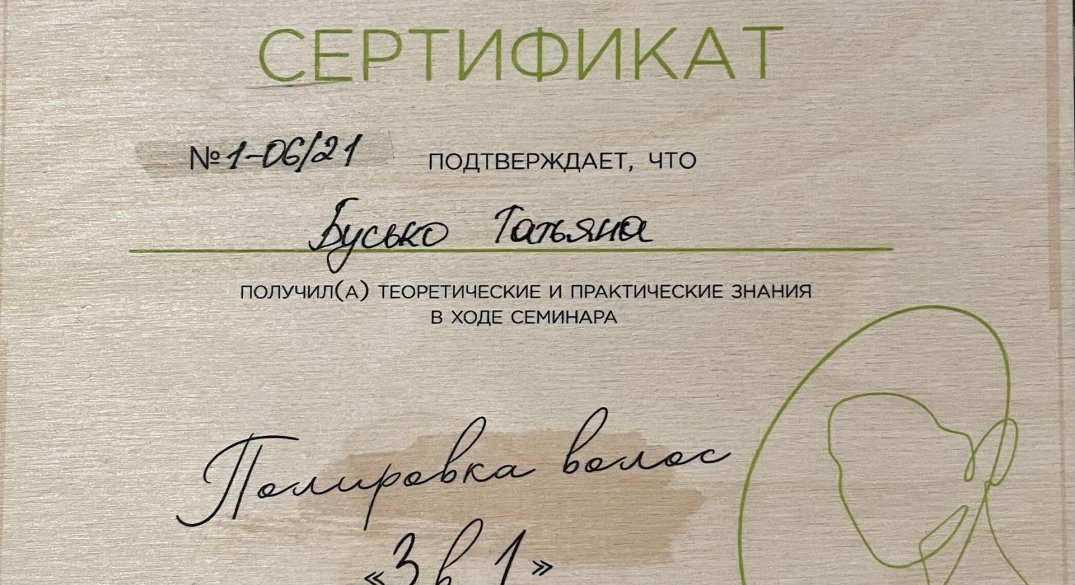 СЕРТИФИКАТ
№1-06/21 ПОДТВЕРЖДАЕТ, ЧТО
Бусько Татьяна
ПОЛУЧИЛ(А) ТЕОРЕТИЧЕСКИЕ И ПРАКТИЧЕСКИЕ ЗНАНИЯ
В ХОДЕ СЕМИНАРА
Полировка волос
«3 в 1»